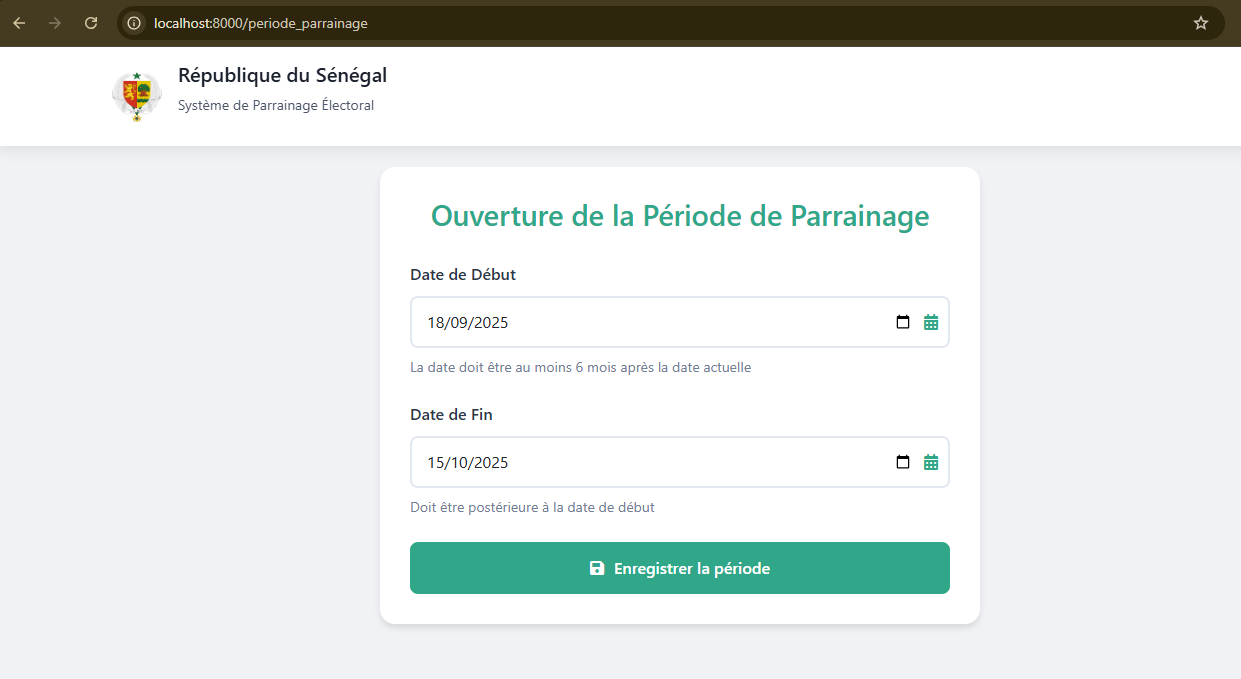 localhost:8000/periode_parrainage
République du Sénégal
Système de Parrainage Électoral
Ouverture de la Période de Parrainage
Date de Début
18/09/2025
La date doit être au moins 6 mois après la date actuelle
Date de Fin
15/10/2025
Doit être postérieure à la date de début
Enregistrer la période